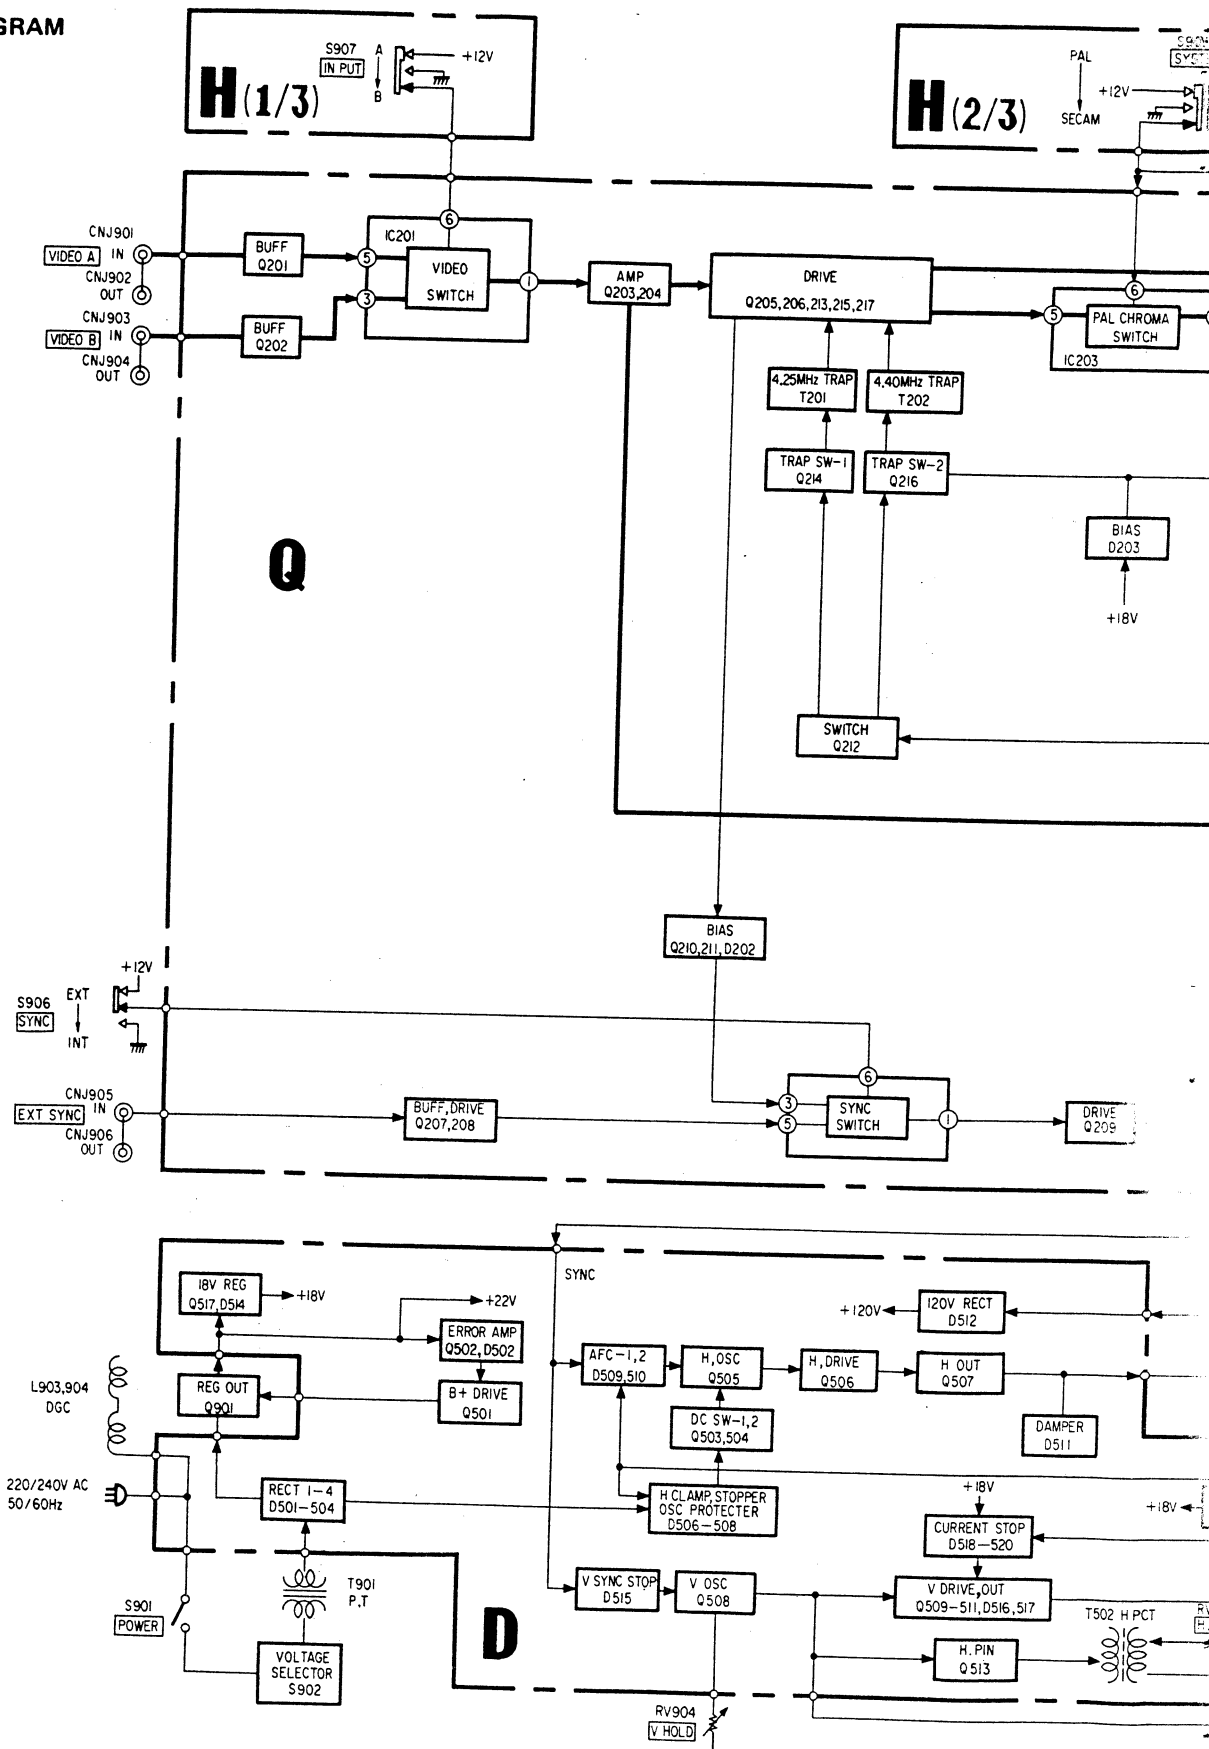 GRAM
S907
IN PUT
A
B
+12V
H (1/3)
PAL
SECAM
+12V
H (2/3)
CNJ901
VIDEO A
IN
CNJ902
OUT
CNJ903
VIDEO B
IN
CNJ904
OUT
BUFF
Q201
BUFF
Q202
IC201
6
5
3
1
VIDEO
SWITCH
AMP
Q203,204
DRIVE
Q205,206,213,215,217
6
5
PAL CHROMA
SWITCH
IC203
4.25MHz TRAP
T201
4.40MHz TRAP
T202
TRAP SW-1
Q214
TRAP SW-2
Q216
BIAS
D203
+18V
Q
SWITCH
Q212
BIAS
Q210,211,D202
+12V
S906
SYNC
EXT
INT
CNJ905
EXT SYNC
IN
CNJ906
OUT
BUFF,DRIVE
Q207,208
6
3
5
1
SYNC
SWITCH
DRIVE
Q209
SYNC
18V REG
Q517,D514
+18V
+22V
ERROR AMP
Q502,D502
B+ DRIVE
Q501
REG OUT
Q901
L903,904
DGC
220/240V AC
50/60Hz
RECT 1-4
D501-504
T901
P.T
S901
POWER
VOLTAGE
SELECTOR
S902
D
+120V
120V RECT
D512
AFC-1,2
D509,510
H,OSC
Q505
H,DRIVE
Q506
H OUT
Q507
DC SW-1,2
Q503,504
DAMPER
D511
H CLAMP,STOPPER
OSC PROTECTER
D506-508
+18V
+18V
CURRENT STOP
D518-520
V SYNC STOP
D515
V OSC
Q508
V DRIVE,OUT
Q509-511,D516,517
H.PIN
Q513
T502 H PCT
RV904
V HOLD